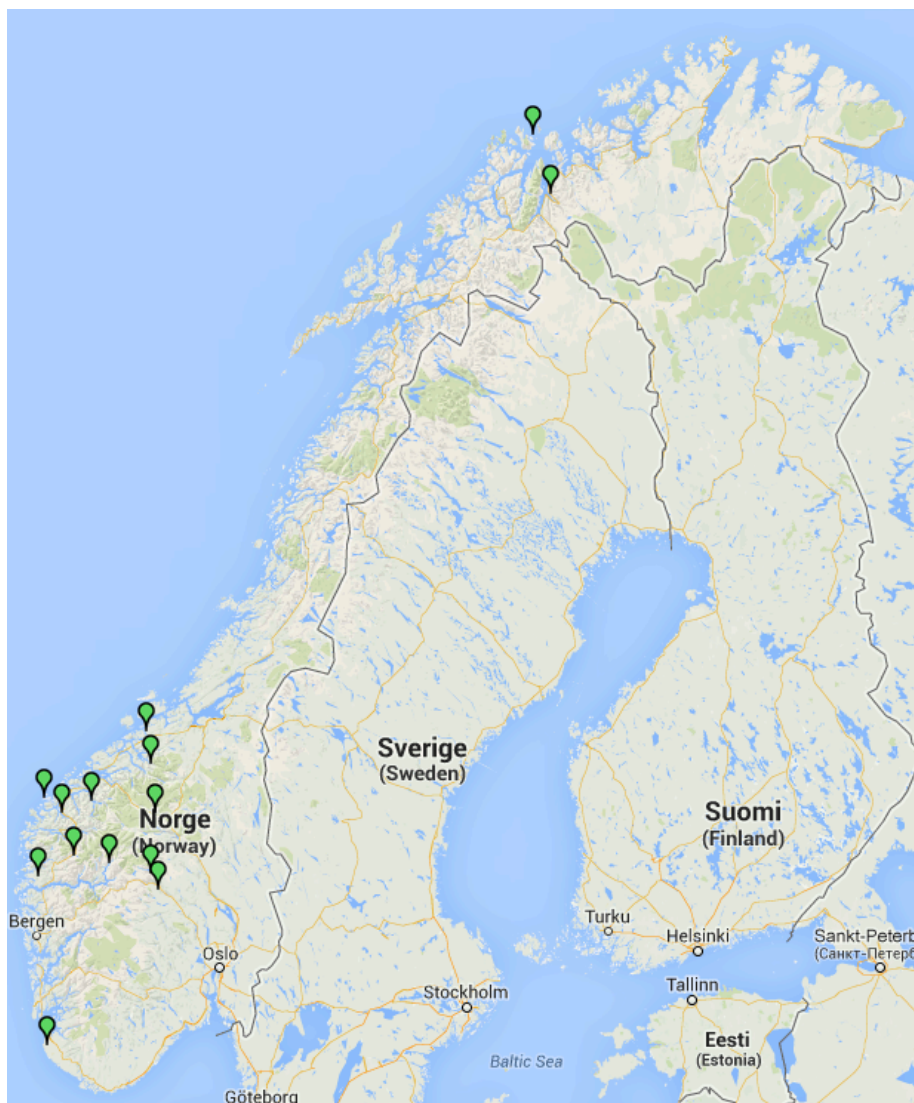 Sverige
(Sweden)
Norge
(Norway)
Suomi
(Finland)
Bergen
Turku
Helsinki
Oslo
Sankt-Peterb
(Санкт-Петерб
Tallinn
Stockholm
Eesti
(Estonia)
Baltic Sea
Göteborg